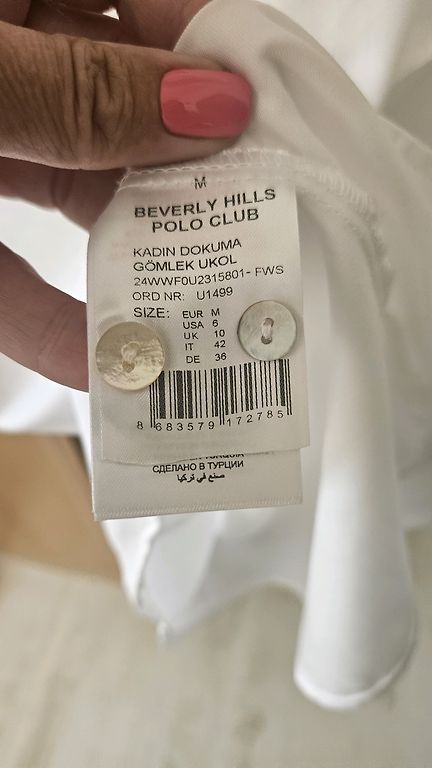 M
BEVERLY HILLS
POLO CLUB
KADIN DOKUMA
GÖMLEK UKOL
24WWF0U2315801- FWS
ORD NR: U1499
SIZE: EUR M
USA 6
UK 10
IT 42
DE 36
8 683579 172785
СДЕЛАНО В ТУРЦИИ
صنع في تركيا